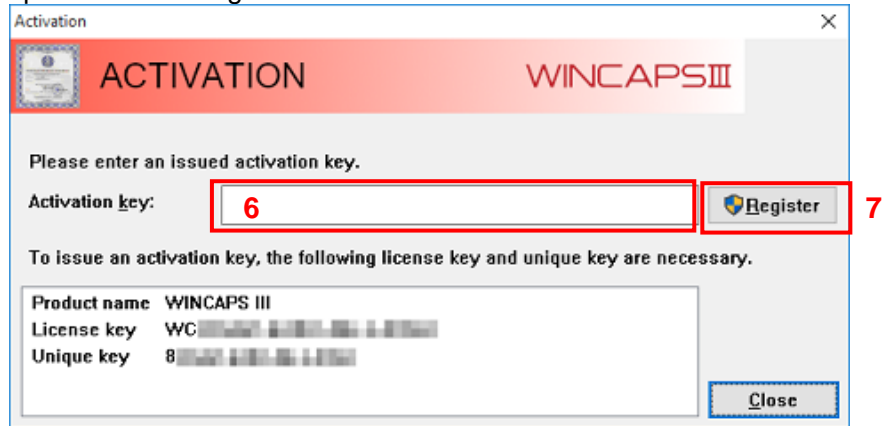 Activation
ACTIVATION WINCAPSIII
Please enter an issued activation key.
Activation key: 6 Register 7
To issue an activation key, the following license key and unique key are necessary.
Product name WINCAPS III
License key WC
Unique key 8
Close